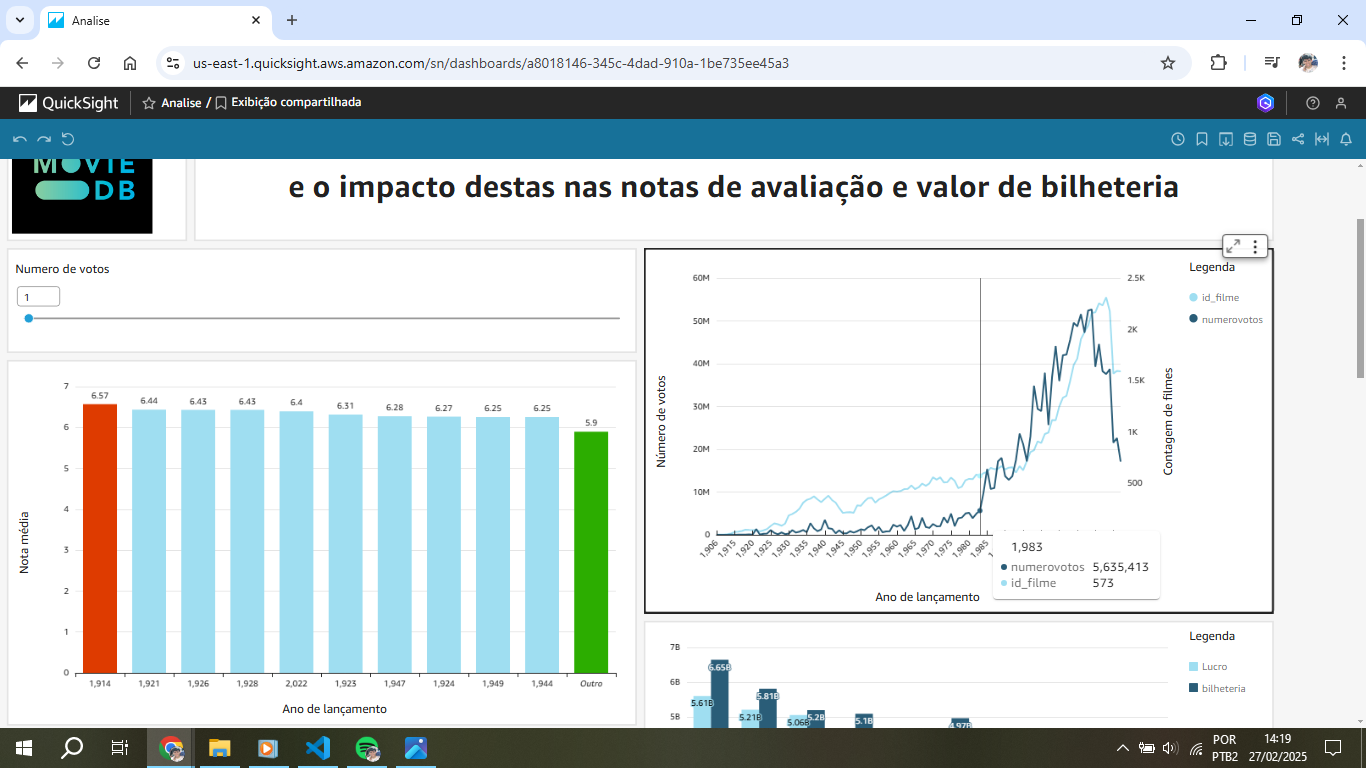 Analise
us-east-1.quicksight.aws.amazon.com/sn/dashboards/a8018146-345c-4dad-910a-1be735ee45a3
QuickSight
Analise / Exibição compartilhada
MOVIE
DB
e o impacto destas nas notas de avaliação e valor de bilheteria
Numero de votos
1
Nota média
7
6
5
4
3
2
1
0
6.57
6.44
6.43
6.43
6.4
6.31
6.28
6.27
6.25
6.25
5.9
1,914
1,921
1,926
1,928
2,022
1,923
1,947
1,924
1,949
1,944
Outro
Ano de lançamento
Número de votos
60M
50M
40M
30M
20M
10M
0
2.5K
2K
1.5K
1K
500
Contagem de filmes
Legenda
id_filme
numerovotos
1,906
1,915
1,920
1,925
1,930
1,935
1,940
1,945
1,950
1,955
1,960
1,965
1,970
1,975
1,980
1,985
Ano de lançamento
1,983
numerovotos 5,635,413
id_filme 573
7B
6B
5B
5.61B
6.65B
5.21B
5.81B
5.06B
5.2B
5.1B
4.97B
Legenda
Lucro
bilheteria
POR
PTB2
14:19
27/02/2025